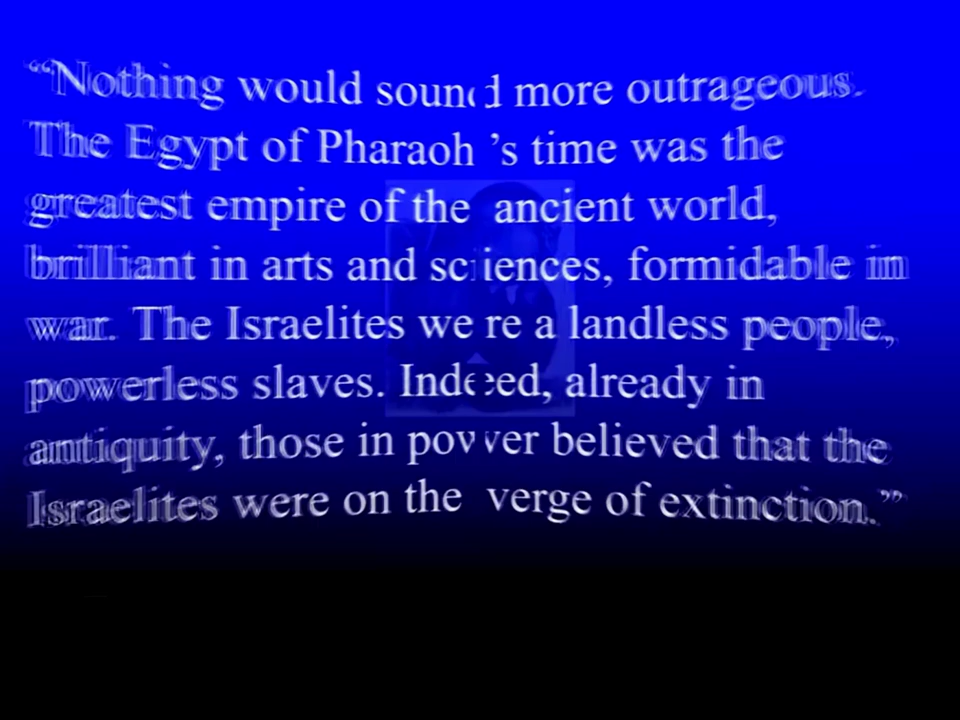 “Nothing would sound more outrageous.
The Egypt of Pharaoh ’s time was the
greatest empire of the ancient world,
brilliant in arts and sciences, formidable in
war. The Israelites were a landless people,
powerless slaves. Indeed, already in
antiquity, those in power believed that the
Israelites were on the verge of extinction.”